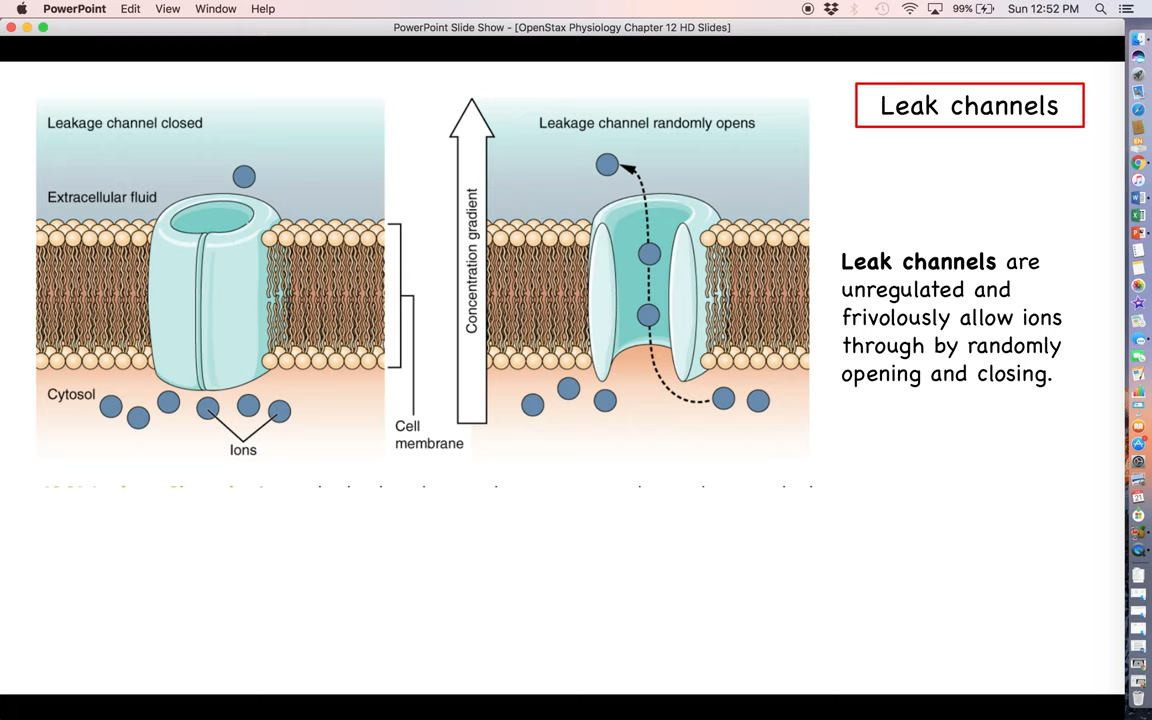 PowerPoint Edit View Window Help
99% Sun 12:52 PM
PowerPoint Slide Show - [OpenStax Physiology Chapter 12 HD Slides]
Leak channels
Leakage channel closed
Extracellular fluid
Cytosol
Ions
Cell
membrane
Concentration gradient
Leakage channel randomly opens
Leak channels are
unregulated and
frivolously allow ions
through by randomly
opening and closing.